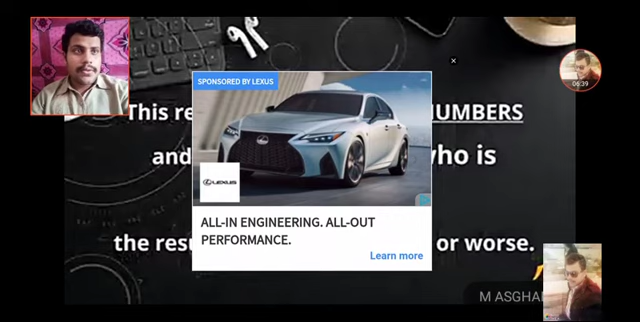 SPONSORED BY LEXUS
06:39
This re
NUMBERS
and
who is
LEXUS
ALL-IN ENGINEERING. ALL-OUT
PERFORMANCE.
the resu
or worse.
Learn more
M ASGHA